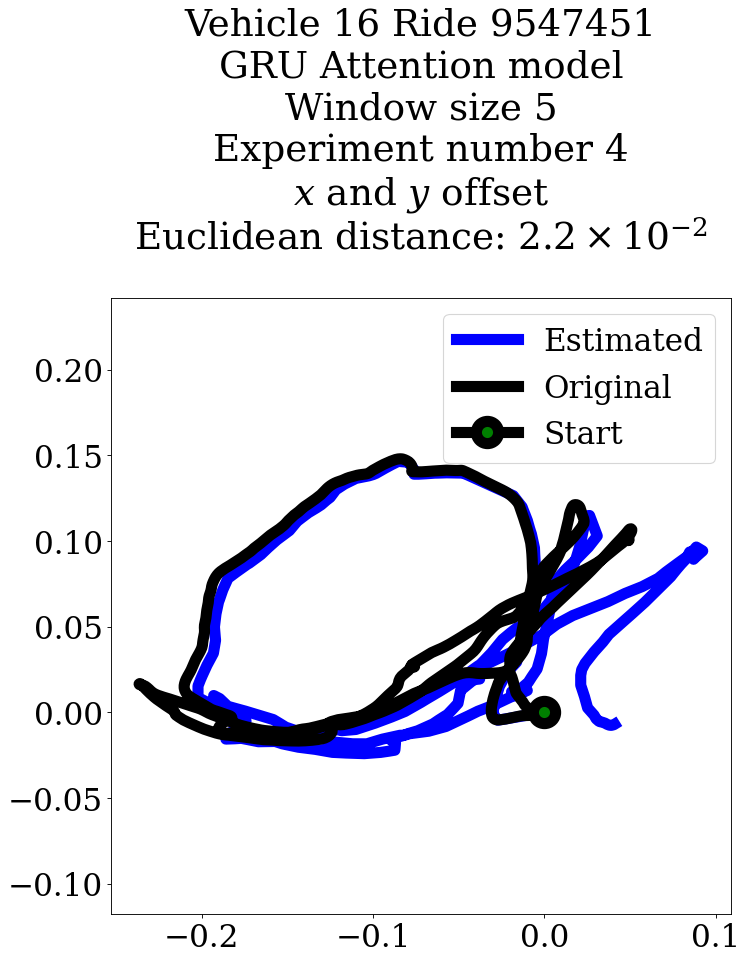 Vehicle 16 Ride 9547451
GRU Attention model
Window size 5
Experiment number 4
x and y offset
Euclidean distance: 2.2 × 10⁻²
Estimated
Original
Start
0.20
0.15
0.10
0.05
0.00
−0.05
−0.10
−0.2 −0.1 0.0 0.1